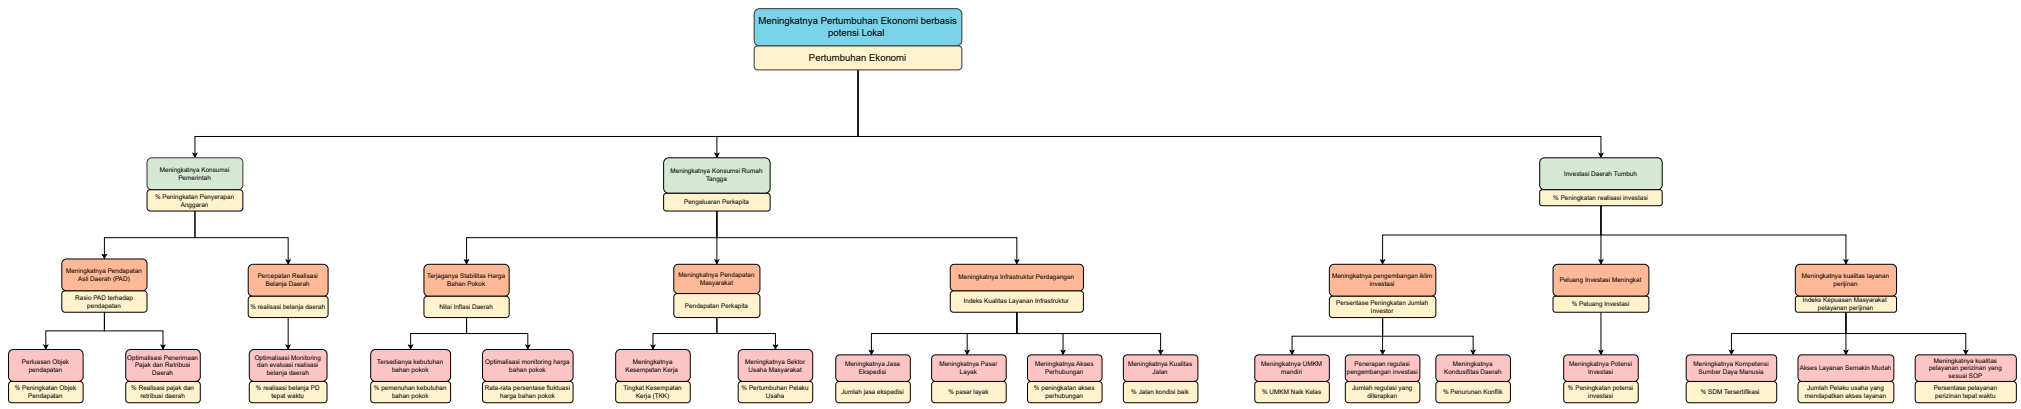 Meningkatnya Pertumbuhan Ekonomi berbasis
potensi Lokal
Pertumbuhan Ekonomi
Meningkatnya Konsumsi
Pemerintah
% Peningkatan Penyerapan
Anggaran
Meningkatnya Konsumsi Rumah
Tangga
Pengeluaran Perkapita
Investasi Daerah Tumbuh
% Peningkatan realisasi investasi
Meningkatnya Pendapatan
Asli Daerah (PAD)
Rasio PAD terhadap
pendapatan
Percepatan Realisasi
Belanja Daerah
% realisasi belanja daerah
Terjaganya Stabilitas Harga
Bahan Pokok
Nilai Inflasi Daerah
Meningkatnya Pendapatan
Masyarakat
Pendapatan Perkapita
Meningkatnya Infrastruktur Perdagangan
Indeks Kualitas Layanan Infrastruktur
Meningkatnya pengembangan iklim
investasi
Persentase Peningkatan Jumlah
Investor
Peluang Investasi Meningkat
% Peluang Investasi
Meningkatnya kualitas layanan
perijinan
Indeks Kepuasan Masyarakat
pelayanan perijinan
Perluasan Objek
pendapatan
% Peningkatan Objek
Pendapatan
Optimalisasi Penerimaan
Pajak dan Retribusi
Daerah
% Realisasi pajak dan
retribusi daerah
Optimalisasi Monitoring
dan evaluasi realisasi
belanja daerah
% realisasi belanja PD
tepat waktu
Tersedianya kebutuhan
bahan pokok
% pemenuhan kebutuhan
bahan pokok
Optimalisasi monitoring harga
bahan pokok
Rata-rata persentase fluktuasi
harga bahan pokok
Meningkatnya
Kesempatan Kerja
Tingkat Kesempatan
Kerja (TKK)
Meningkatnya Sektor
Usaha Masyarakat
% Pertumbuhan Pelaku
Usaha
Meningkatnya Jasa
Ekspedisi
Jumlah jasa ekspedisi
Meningkatnya Pasar
Layak
% pasar layak
Meningkatnya Akses
Perhubungan
% peningkatan akses
perhubungan
Meningkatnya Kualitas
Jalan
% Jalan kondisi baik
Meningkatnya UMKM
mandiri
% UMKM Naik Kelas
Penerapan regulasi
pengembangan investasi
Jumlah regulasi yang
diterapkan
Meningkatnya
Kondusifitas Daerah
% Penurunan Konflik
Meningkatnya Potensi
Investasi
% Peningkatan potensi
investasi
Meningkatnya Kompetensi
Sumber Daya Manusia
% SDM Tersertifikasi
Akses Layanan Semakin Mudah
Jumlah Pelaku usaha yang
mendapatkan akses layanan
Meningkatnya kualitas
pelayanan perizinan yang
sesuai SOP
Persentase pelayanan
perizinan tepat waktu